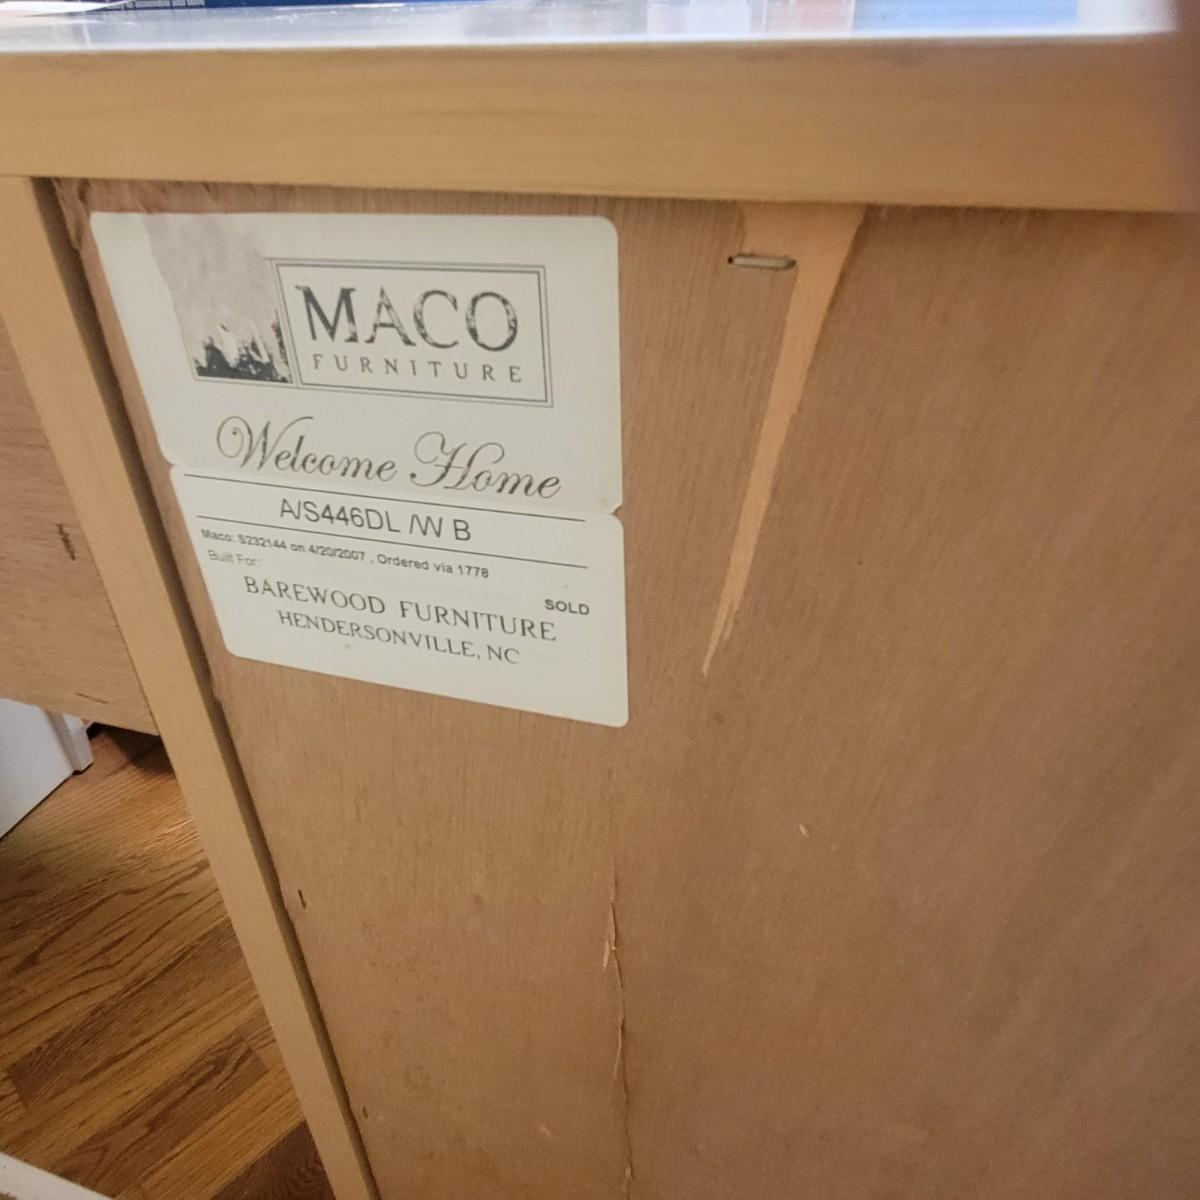 MACO
FURNITURE
Welcome Home
A/S446DL /W B
Maco: S232144 on 4/20/2007 , Ordered via 1778
Built For:
SOLD
BAREWOOD FURNITURE
HENDERSONVILLE, NC